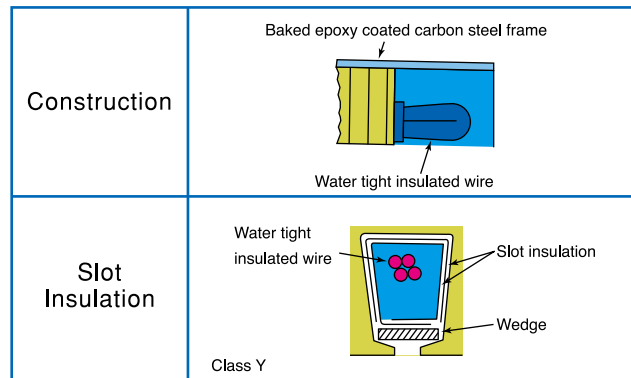 Construction
Baked epoxy coated carbon steel frame
Water tight insulated wire
Slot
Insulation
Water tight
insulated wire
Slot insulation
Wedge
Class Y